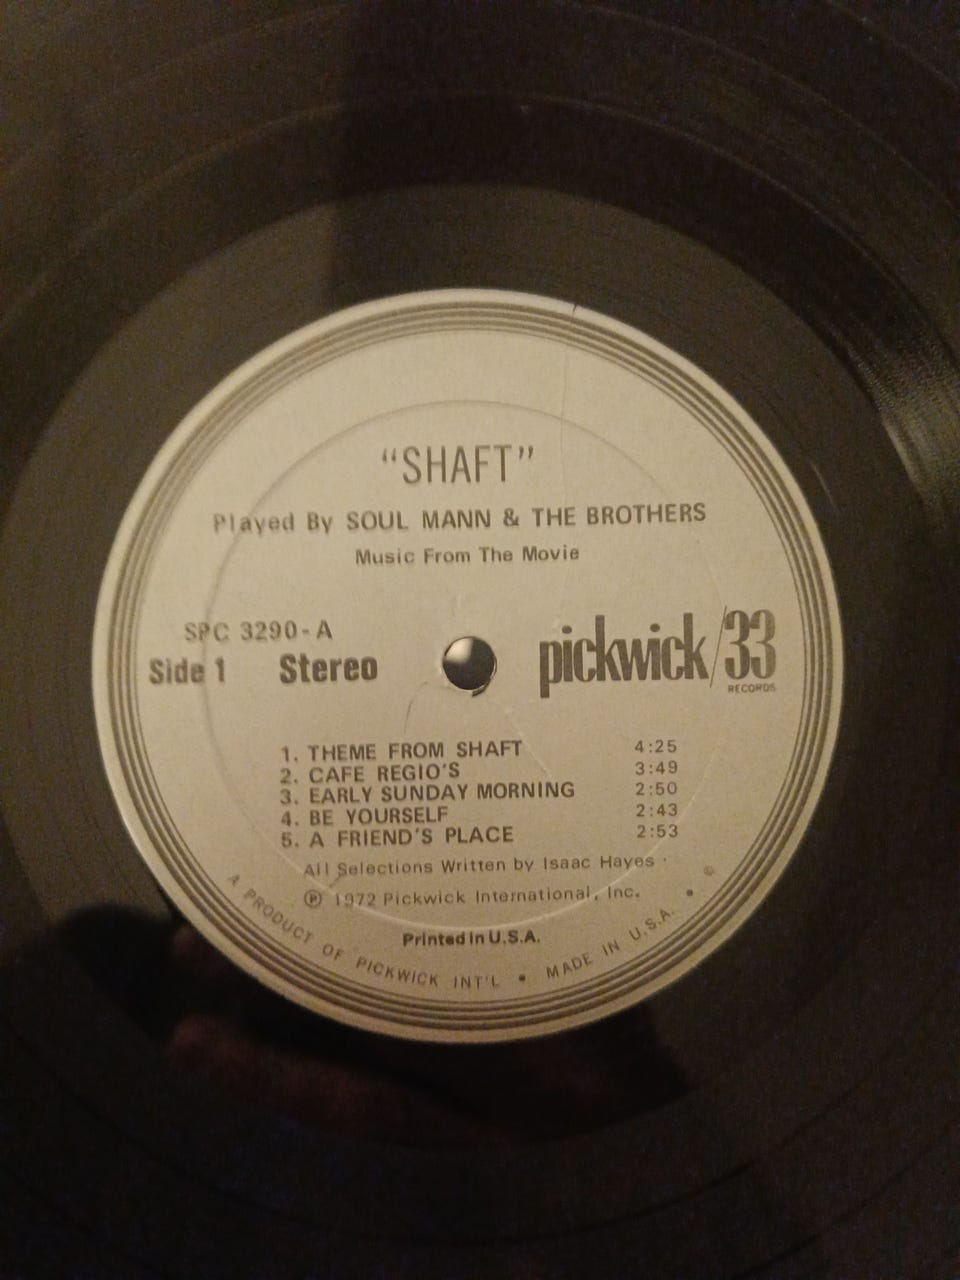 “SHAFT”
Played By SOUL MANN & THE BROTHERS
Music From The Movie
SPC 3290-A
Side 1 Stereo
pickwick/33
RECORDS
1. THEME FROM SHAFT 4:25
2. CAFE REGIO'S 3:49
3. EARLY SUNDAY MORNING 2:50
4. BE YOURSELF 2:43
5. A FRIEND'S PLACE 2:53
All Selections Written by Isaac Hayes
℗ 1972 Pickwick International, Inc.
Printed in U.S.A.
A PRODUCT OF PICKWICK INT'L • MADE IN U.S.A. • ©